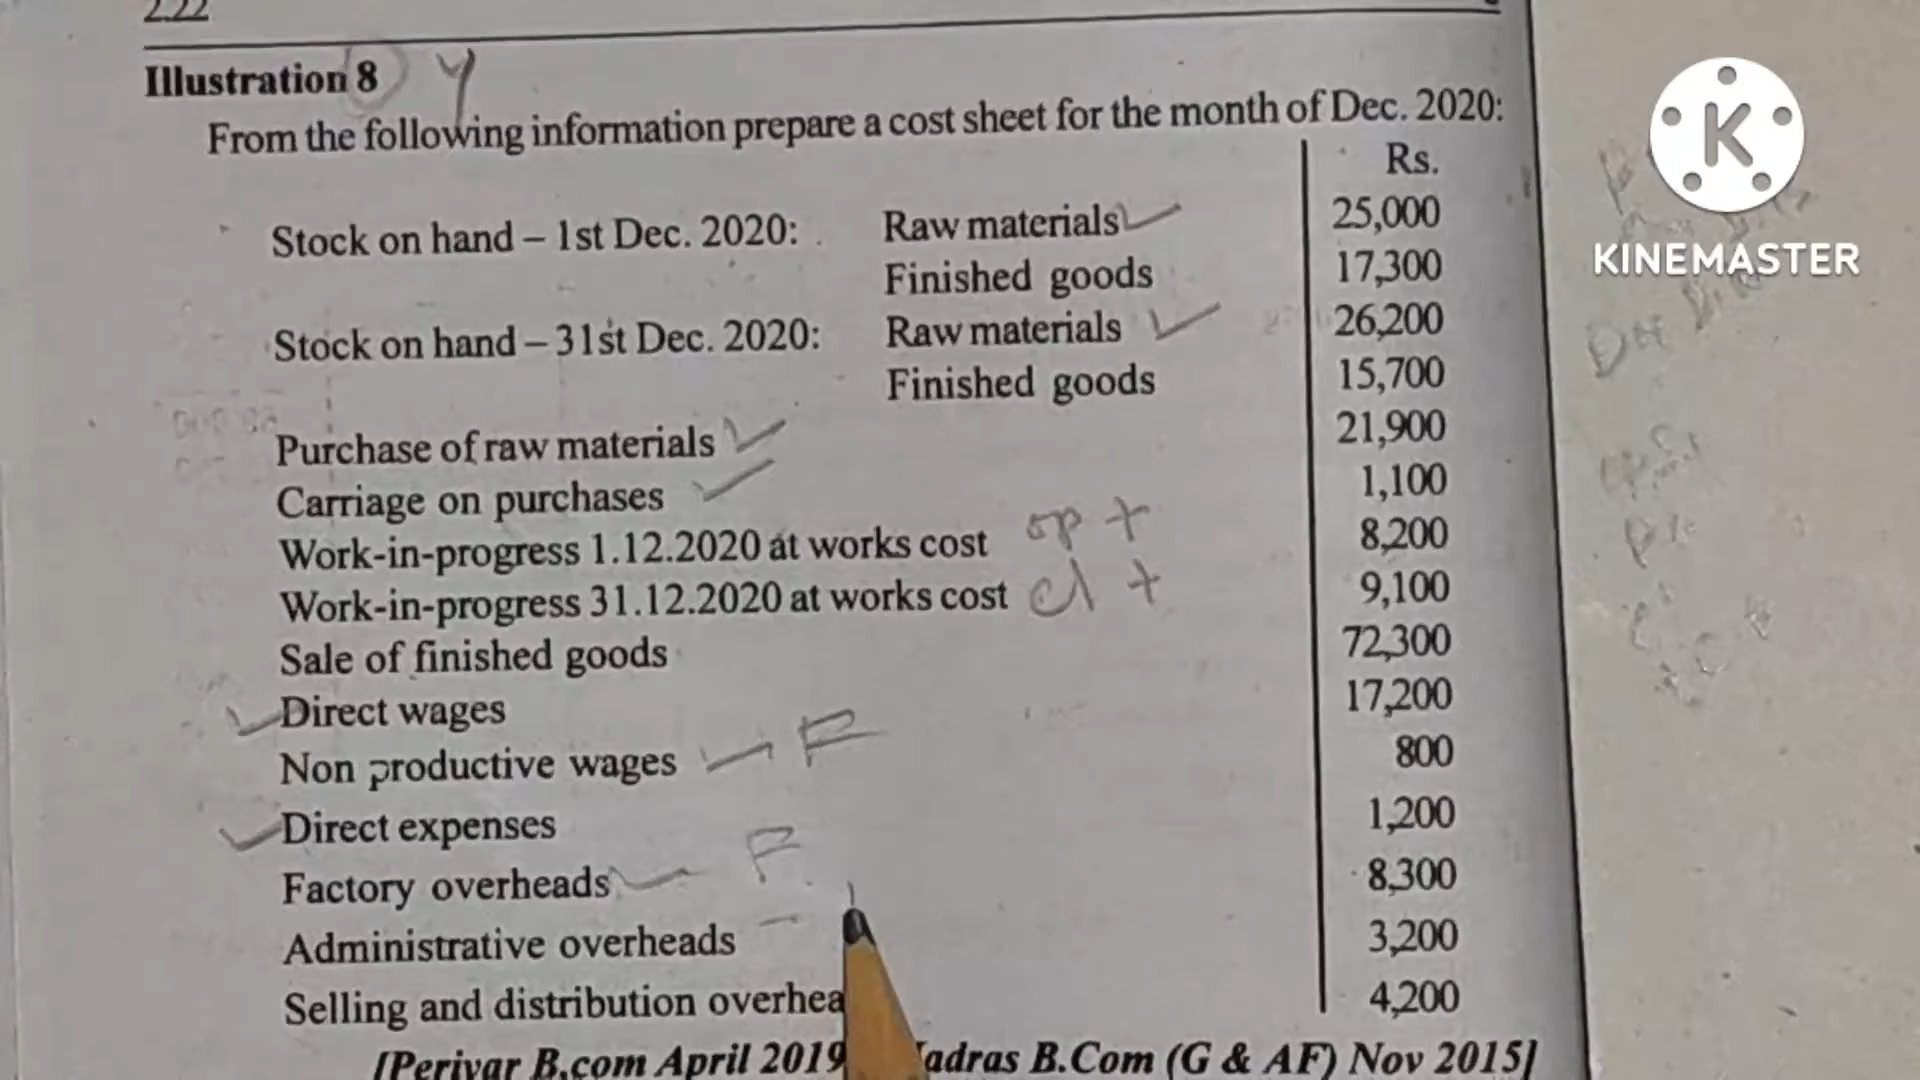 2.22
Illustration 8 y
From the following information prepare a cost sheet for the month of Dec. 2020:
Rs.
Stock on hand – 1st Dec. 2020: Raw materials 25,000
Finished goods 17,300
Stock on hand – 31st Dec. 2020: Raw materials 26,200
Finished goods 15,700
Purchase of raw materials 21,900
Carriage on purchases 1,100
Work-in-progress 1.12.2020 at works cost op + 8,200
Work-in-progress 31.12.2020 at works cost cl + 9,100
Sale of finished goods 72,300
Direct wages 17,200
Non productive wages F 800
Direct expenses 1,200
Factory overheads F 8,300
Administrative overheads 3,200
Selling and distribution overhea 4,200
[Periyar B.com April 2019 adras B.Com (G & AF) Nov 2015]
K
KINEMASTER